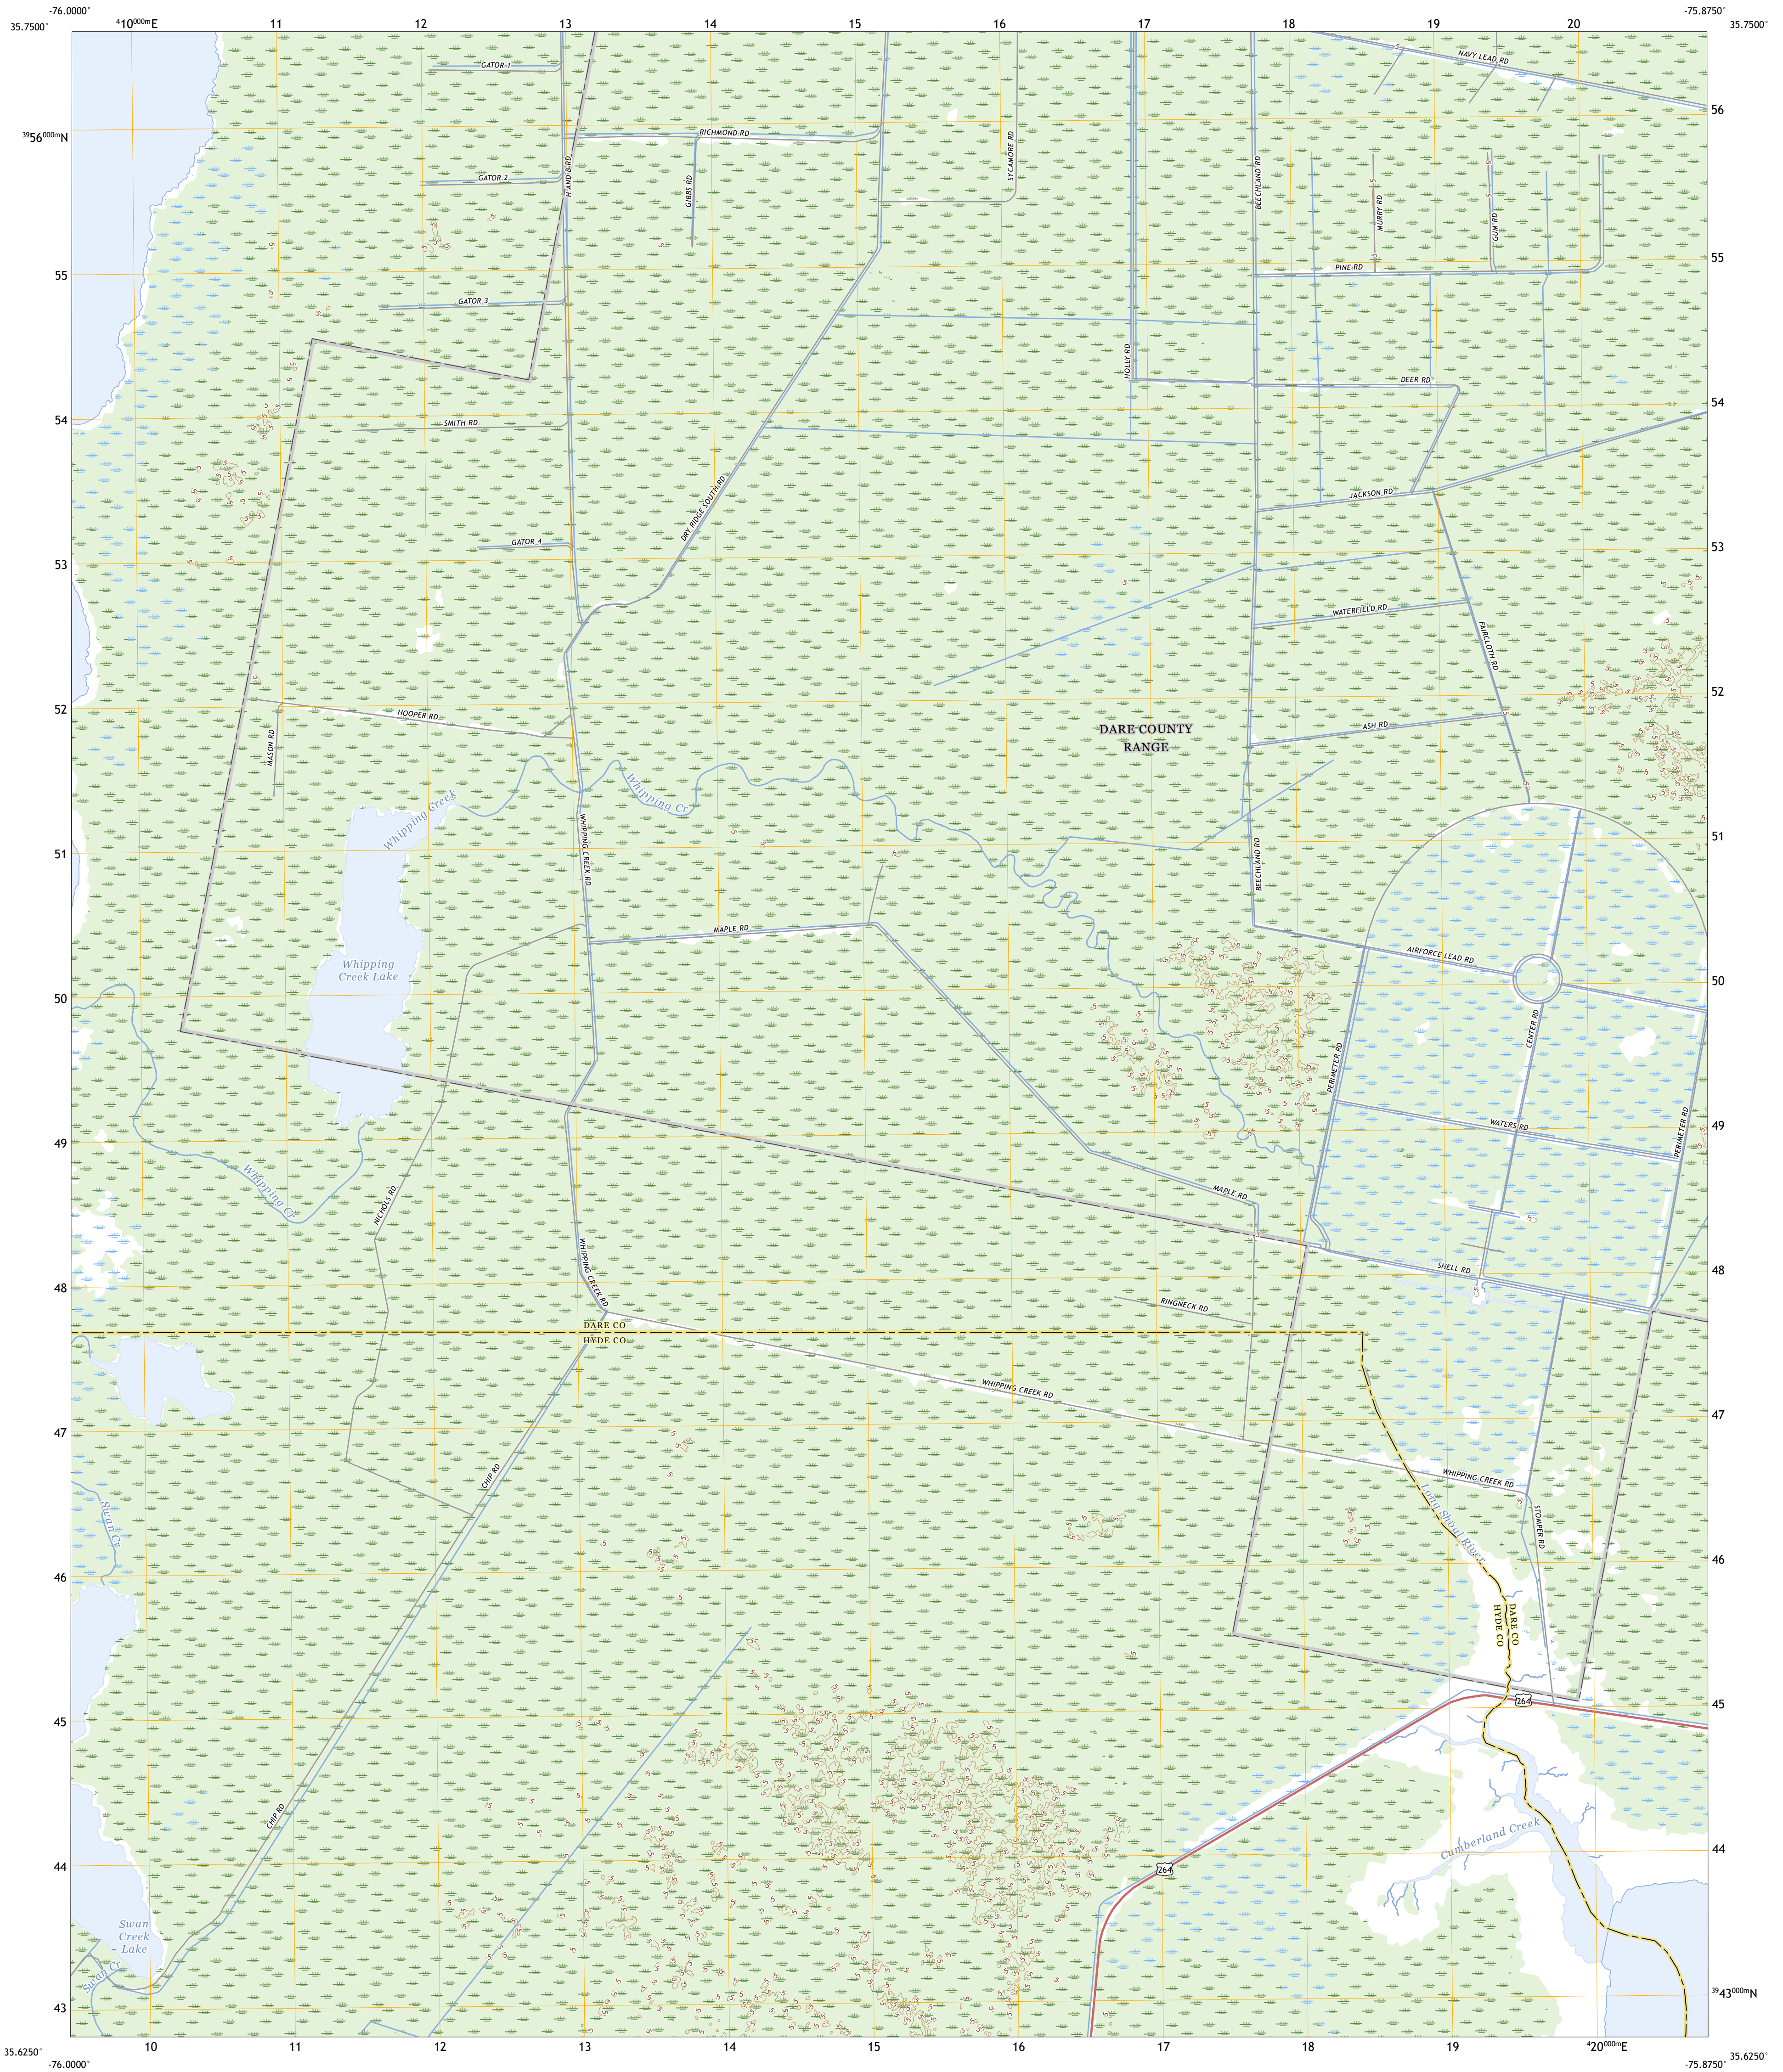 -76.0000°
-75.8750°
35.7500°
⁴10⁰⁰⁰ᵐE
11
12
13
14
15
16
17
18
19
20
35.7500°
NAVY LEAD RD
GATOR 1
56
RICHMOND RD
³⁹56⁰⁰⁰ᵐN
SYCAMORE RD
H AND B RD
GATOR 2
GIBBS RD
BEECHLAND RD
MURRY RD
GUM RD
55
PINE RD
55
GATOR 3
HOLLY RD
DEER RD
54
SMITH RD
54
JACKSON RD
DRY RIDGE SOUTH RD
GATOR 4
53
53
WATERFIELD RD
FAIRCLOTH RD
52
52
HOOPER RD
ASH RD
DARE COUNTY
RANGE
MASON RD
Whipping Cr
Whipping Creek
51
51
WHIPPING CREEK RD
BEECHLAND RD
MAPLE RD
AIRFORCE LEAD RD
Whipping
Creek Lake
50
50
CENTER RD
PERIMETER RD
49
WATERS RD
PERIMETER RD
49
Whipping Cr
NICHOLS RD
MAPLE RD
WHIPPING CREEK RD
SHELL RD
48
48
RINGNECK RD
DARE CO
HYDE CO
WHIPPING CREEK RD
47
47
CHIP RD
WHIPPING CREEK RD
Swan Cr
Long Shoal River
STOMPER RD
46
46
DARE CO
HYDE CO
264
45
45
CHIP RD
Cumberland Creek
44
44
264
Swan
Creek
Lake
Swan Cr
³⁹43⁰⁰⁰ᵐN
43
35.6250°
10
11
12
13
14
15
16
17
18
19
⁴20⁰⁰⁰ᵐE
35.6250°
-76.0000°
-75.8750°